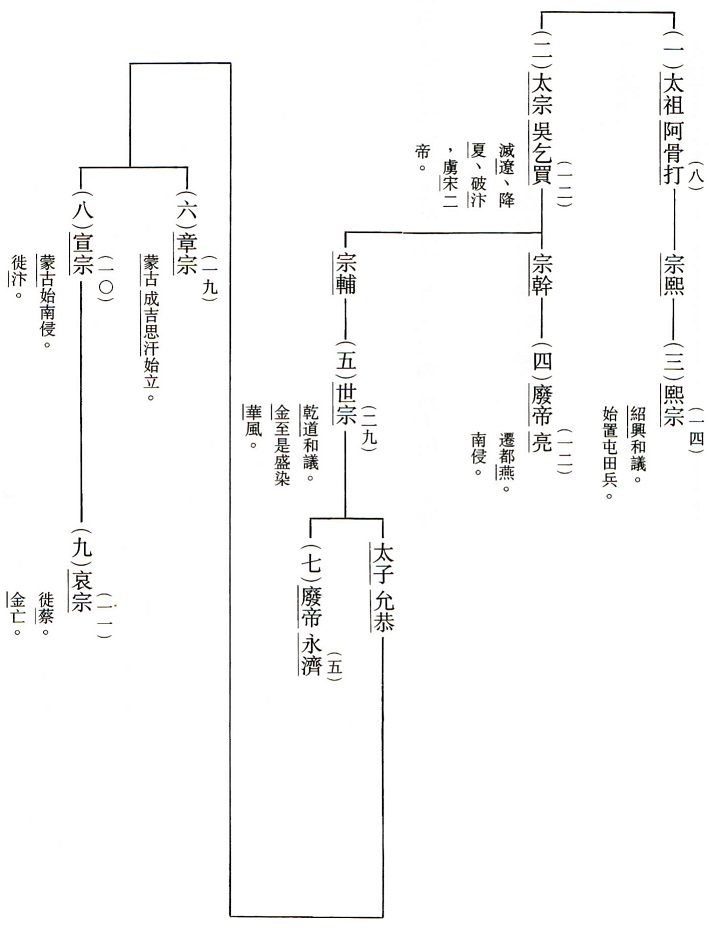 （一）太祖 阿骨打
（八）
宗熙
（三）熙宗
（一四）
紹興和議。
始置屯田兵。
（二）太宗 吳乞買
（一二）
滅遼、降
夏、破汴
，虜宋二
帝。
宗幹
（四）廢帝 亮
（一二）
遷都燕。
南侵。
宗輔
（五）世宗
（二九）
乾道和議。
金至是盛染
華風。
太子 允恭
（七）廢帝 永濟
（五）
（六）章宗
（一九）
蒙古 成吉思汗始立。
（八）宣宗
（一〇）
蒙古始南侵。
徙汴。
（九）哀宗
（一一）
徙蔡。
金亡。